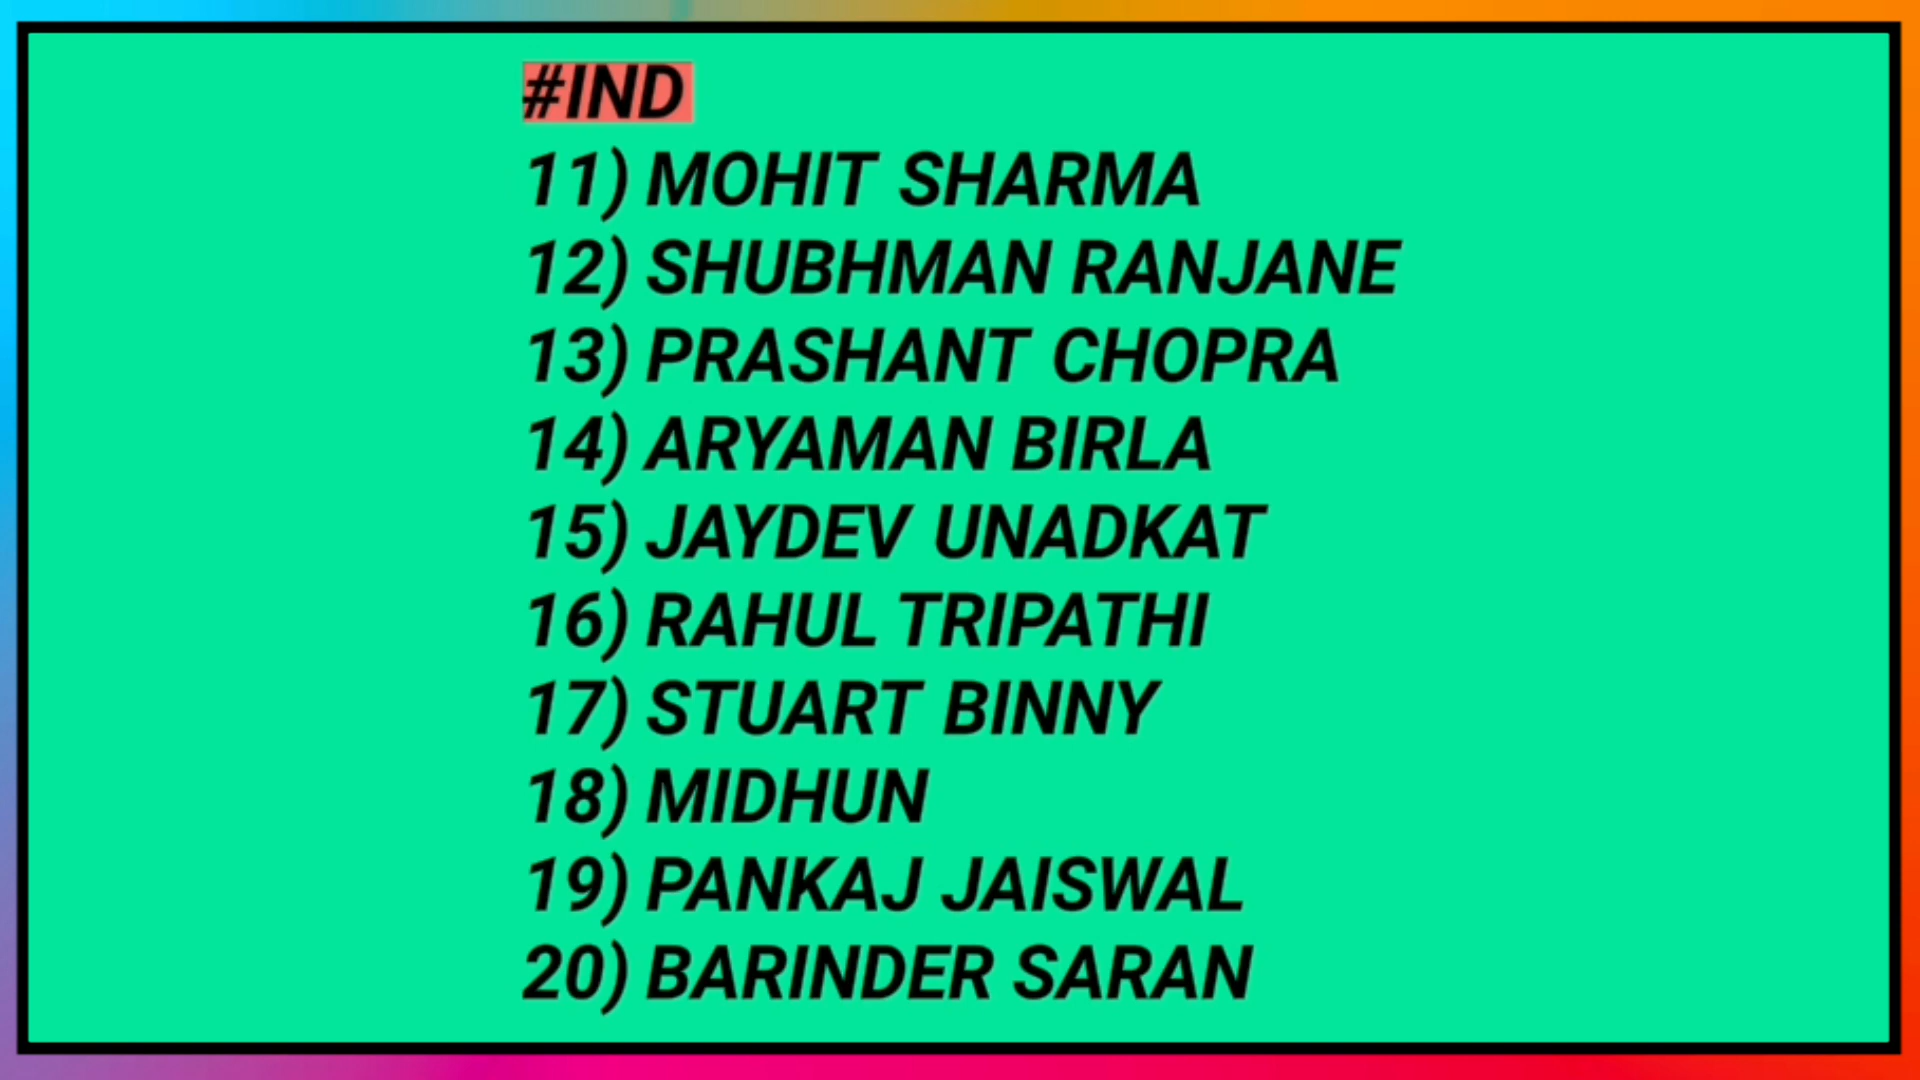 #IND
11) MOHIT SHARMA
12) SHUBHMAN RANJANE
13) PRASHANT CHOPRA
14) ARYAMAN BIRLA
15) JAYDEV UNADKAT
16) RAHUL TRIPATHI
17) STUART BINNY
18) MIDHUN
19) PANKAJ JAISWAL
20) BARINDER SARAN